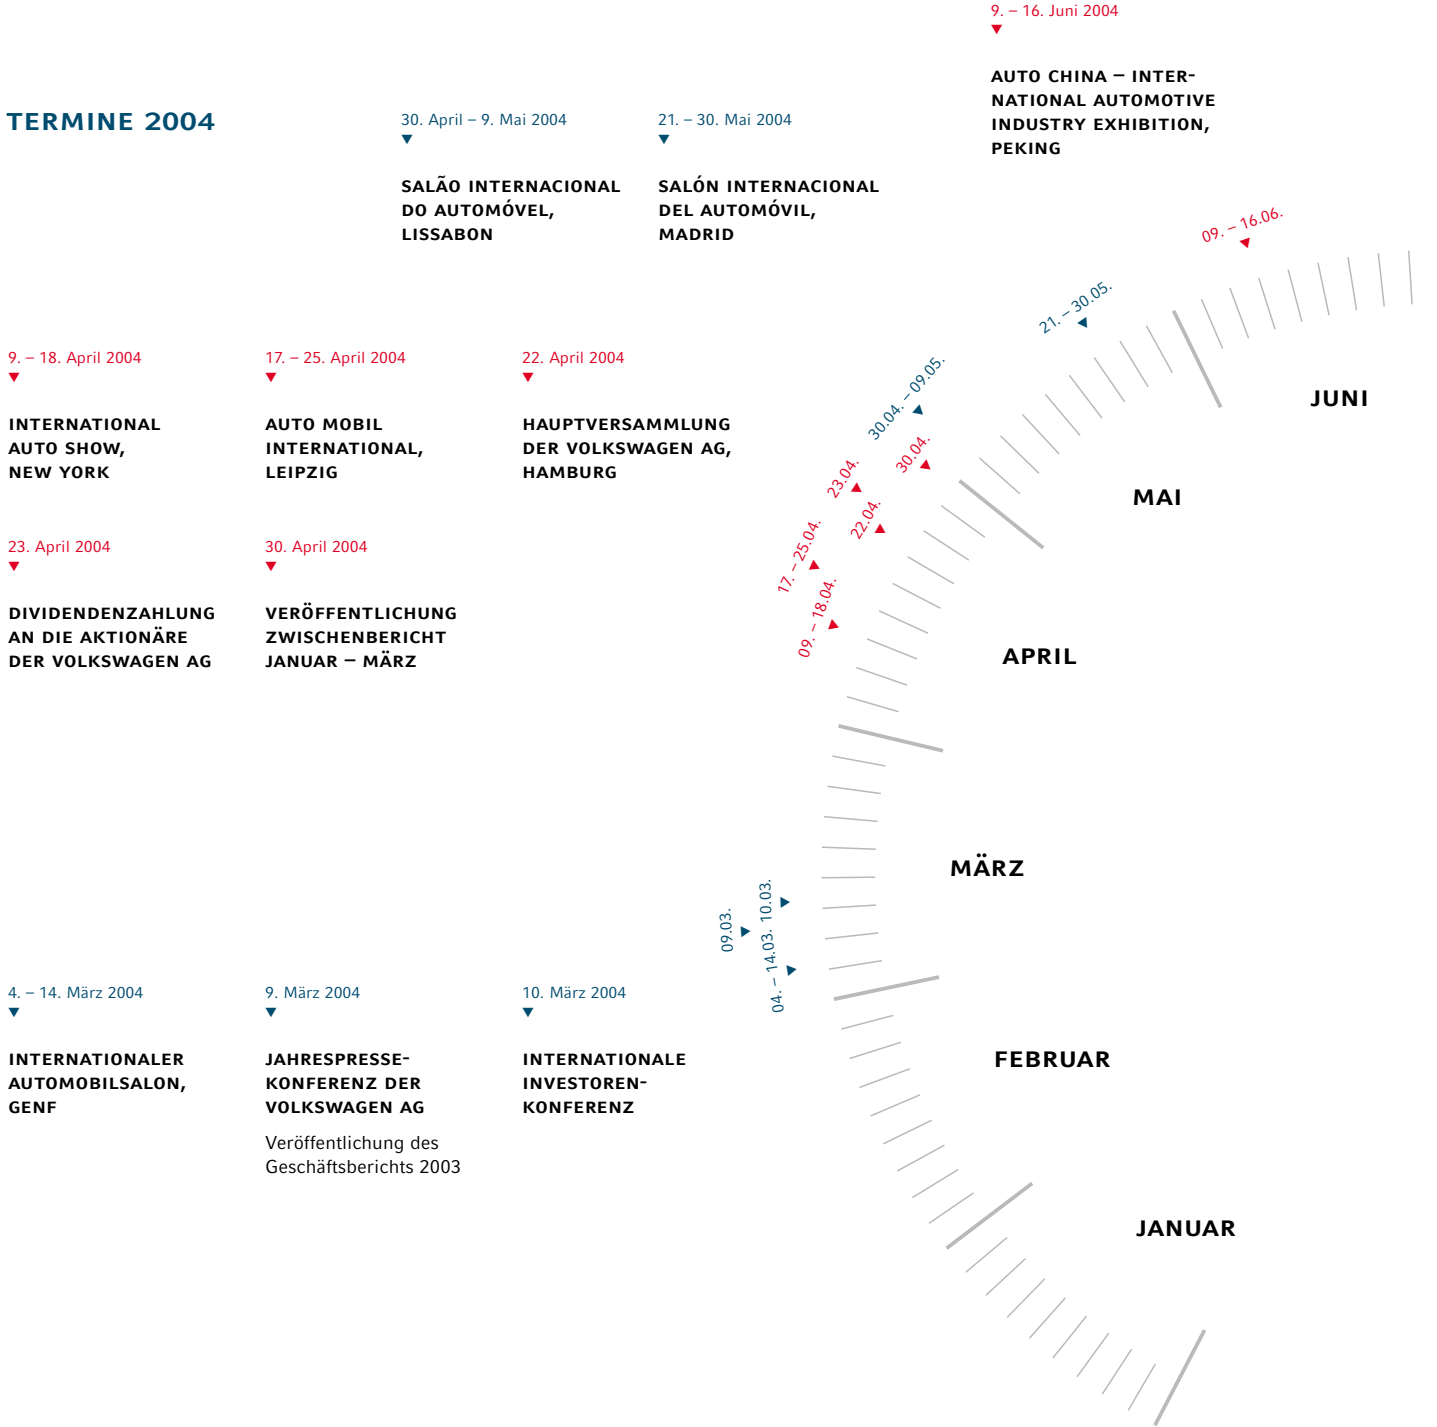 TERMINE 2004
30. April – 9. Mai 2004
SALÃO INTERNACIONAL
DO AUTOMÓVEL,
LISSABON
21. – 30. Mai 2004
SALÓN INTERNACIONAL
DEL AUTOMÓVIL,
MADRID
9. – 16. Juni 2004
AUTO CHINA – INTER-
NATIONAL AUTOMOTIVE
INDUSTRY EXHIBITION,
PEKING
9. – 18. April 2004
INTERNATIONAL
AUTO SHOW,
NEW YORK
17. – 25. April 2004
AUTO MOBIL
INTERNATIONAL,
LEIPZIG
22. April 2004
HAUPTVERSAMMLUNG
DER VOLKSWAGEN AG,
HAMBURG
23. April 2004
DIVIDENDENZAHLUNG
AN DIE AKTIONÄRE
DER VOLKSWAGEN AG
30. April 2004
VERÖFFENTLICHUNG
ZWISCHENBERICHT
JANUAR – MÄRZ
4. – 14. März 2004
INTERNATIONALER
AUTOMOBILSALON,
GENF
9. März 2004
JAHRESPRESSE-
KONFERENZ DER
VOLKSWAGEN AG
Veröffentlichung des
Geschäftsberichts 2003
10. März 2004
INTERNATIONALE
INVESTOREN-
KONFERENZ
09. – 16.06.
21. – 30.05.
30.04. – 09.05.
30.04.
23.04.
22.04.
17. – 25.04.
09. – 18.04.
10.03.
09.03.
04. – 14.03.
JUNI
MAI
APRIL
MÄRZ
FEBRUAR
JANUAR